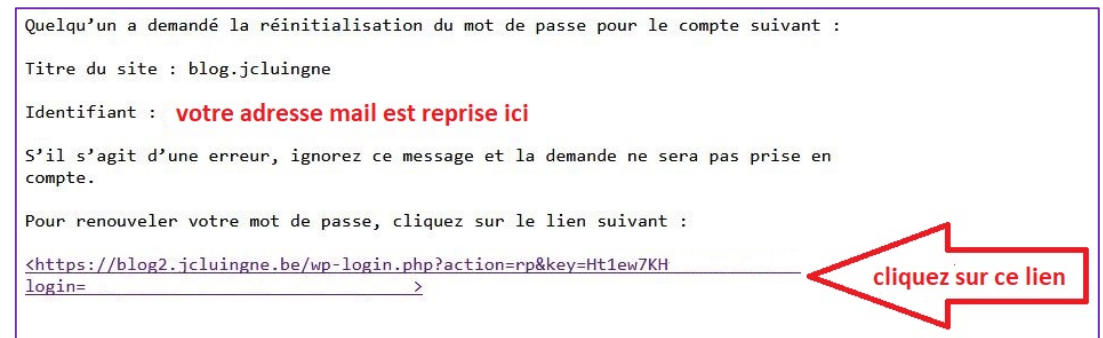 Quelqu’un a demandé la réinitialisation du mot de passe pour le compte suivant :
Titre du site : blog.jcluingne
Identifiant : votre adresse mail est reprise ici
S’il s’agit d’une erreur, ignorez ce message et la demande ne sera pas prise en
compte.
Pour renouveler votre mot de passe, cliquez sur le lien suivant :
<https://blog2.jcluingne.be/wp-login.php?action=rp&key=Ht1ew7KH
login= >
cliquez sur ce lien